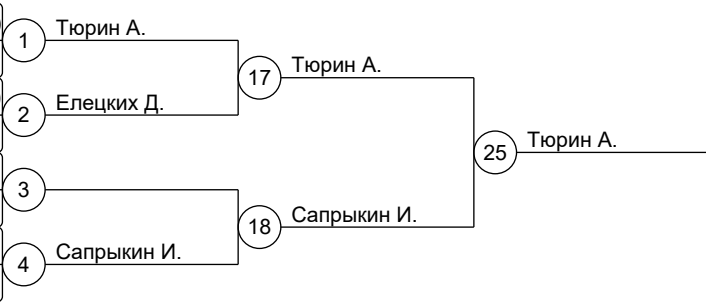 1 Тюрин А.
17 Тюрин А.
2 Елецких Д.
25 Тюрин А.
3
18 Сапрыкин И.
4 Сапрыкин И.